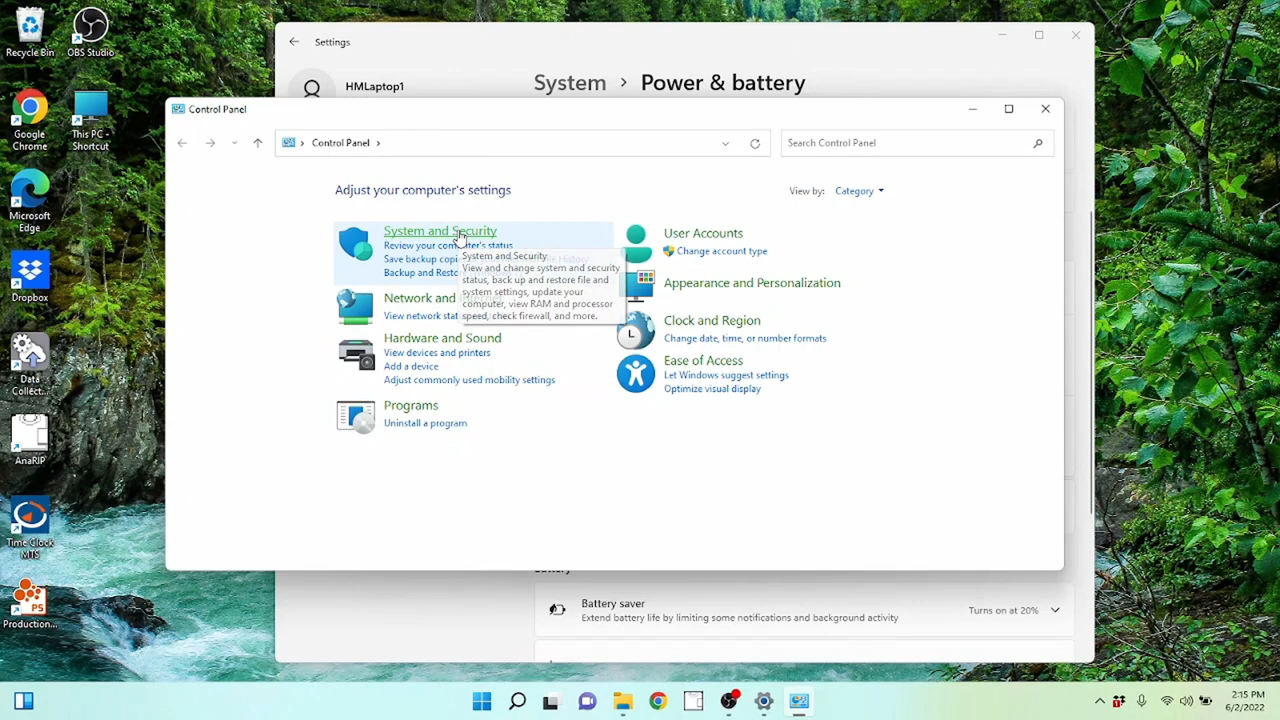 Recycle Bin
OBS Studio
Google
Chrome
This PC -
Shortcut
Microsoft
Edge
Dropbox
Data
Collect...
AnaRIP
Time Clock
MTS
PS
Production...
Settings
HMLaptop1
System > Power & battery
Control Panel
Control Panel
Search Control Panel
Adjust your computer's settings
View by: Category
System and Security
Review your computer's status
Save backup copi
History
Backup and Resto
System and Security
View and change system and security
status, back up and restore file and
system settings, update your
computer, view RAM and processor
speed, check firewall, and more.
Network and
View network stat
Hardware and Sound
View devices and printers
Add a device
Adjust commonly used mobility settings
Programs
Uninstall a program
User Accounts
Change account type
Appearance and Personalization
Clock and Region
Change date, time, or number formats
Ease of Access
Let Windows suggest settings
Optimize visual display
Battery saver
Extend battery life by limiting some notifications and background activity
Turns on at 20%
2:15 PM
6/2/2022